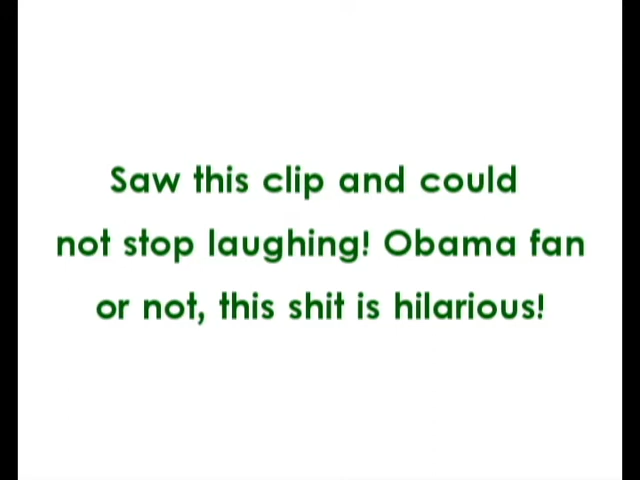 Saw this clip and could
not stop laughing! Obama fan
or not, this shit is hilarious!